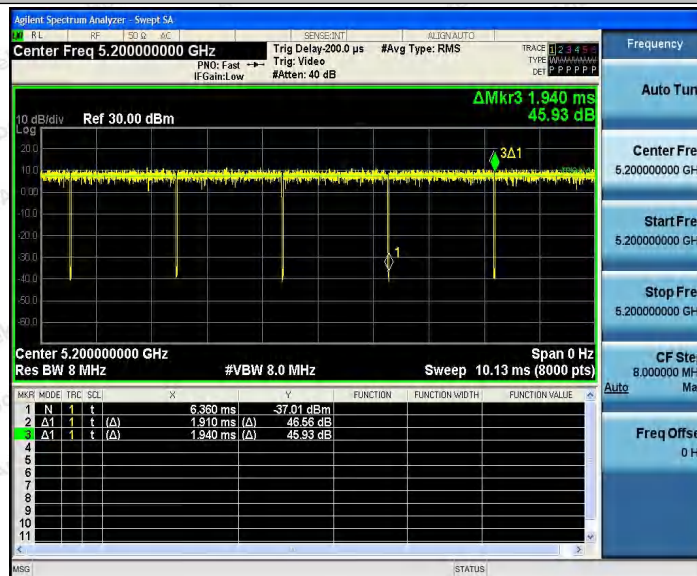 Agilent Spectrum Analyzer - Swept SA
RL RF 50 Ω AC SENSE:INT ALIGN AUTO
Center Freq 5.200000000 GHz
PNO: Fast
IFGain:Low
Trig Delay-200.0 µs
Trig: Video
#Atten: 40 dB
#Avg Type: RMS
TRACE 1 2 3 4 5 6
TYPE
DET P P P P P P
ΔMkr3 1.940 ms
45.93 dB
10 dB/div Ref 30.00 dBm
Log
20.0
10.0
0.00
-10.0
-20.0
-30.0
-40.0
-50.0
-60.0
3Δ1
1
Center 5.200000000 GHz Span 0 Hz
Res BW 8 MHz #VBW 8.0 MHz Sweep 10.13 ms (8000 pts)
MKR MODE TRC SCL X Y FUNCTION FUNCTION WIDTH FUNCTION VALUE
1 N 1 t 6.360 ms -37.01 dBm
2 Δ1 1 t (Δ) 1.910 ms (Δ) 46.56 dB
3 Δ1 1 t (Δ) 1.940 ms (Δ) 45.93 dB
4
5
6
7
8
9
10
11
MSG STATUS
Frequency
Auto Tun
Center Fre
5.200000000 GH
Start Fre
5.200000000 GH
Stop Fre
5.200000000 GH
CF Ste
8.000000 MH
Auto Ma
Freq Offse
0 H